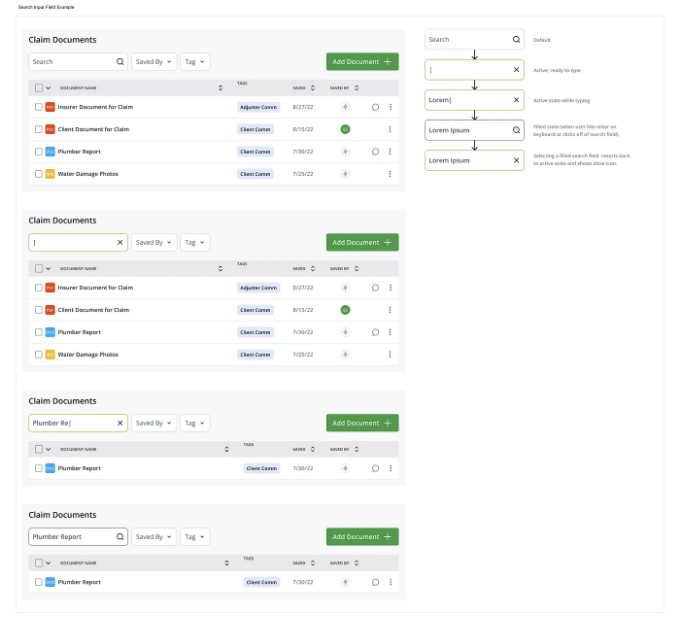 Search Input Field Example
Claim Documents
Search
Saved By
Tag
Add Document
DOCUMENT NAME
TAGS
SAVED
SAVED BY
PDF
Insurer Document for Claim
Adjuster Comm
8/27/22
PDF
Client Document for Claim
Client Comm
8/15/22
Plumber Report
Client Comm
7/30/22
Water Damage Photos
Client Comm
7/25/22
Claim Documents
|
Saved By
Tag
Add Document
DOCUMENT NAME
TAGS
SAVED
SAVED BY
PDF
Insurer Document for Claim
Adjuster Comm
8/27/22
PDF
Client Document for Claim
Client Comm
8/15/22
Plumber Report
Client Comm
7/30/22
Water Damage Photos
Client Comm
7/25/22
Claim Documents
Plumber Re|
Saved By
Tag
Add Document
DOCUMENT NAME
TAGS
SAVED
SAVED BY
Plumber Report
Client Comm
7/30/22
Claim Documents
Plumber Report
Saved By
Tag
Add Document
DOCUMENT NAME
TAGS
SAVED
SAVED BY
Plumber Report
Client Comm
7/30/22
Search
Default
|
Active; ready to type
Lorem|
Active state-while typing
Lorem Ipsum
Filled state (when user hits enter on
keyboard or clicks off of search field).
Lorem Ipsum
Selecting a filled search field reverts back
to active state and shows close icon.